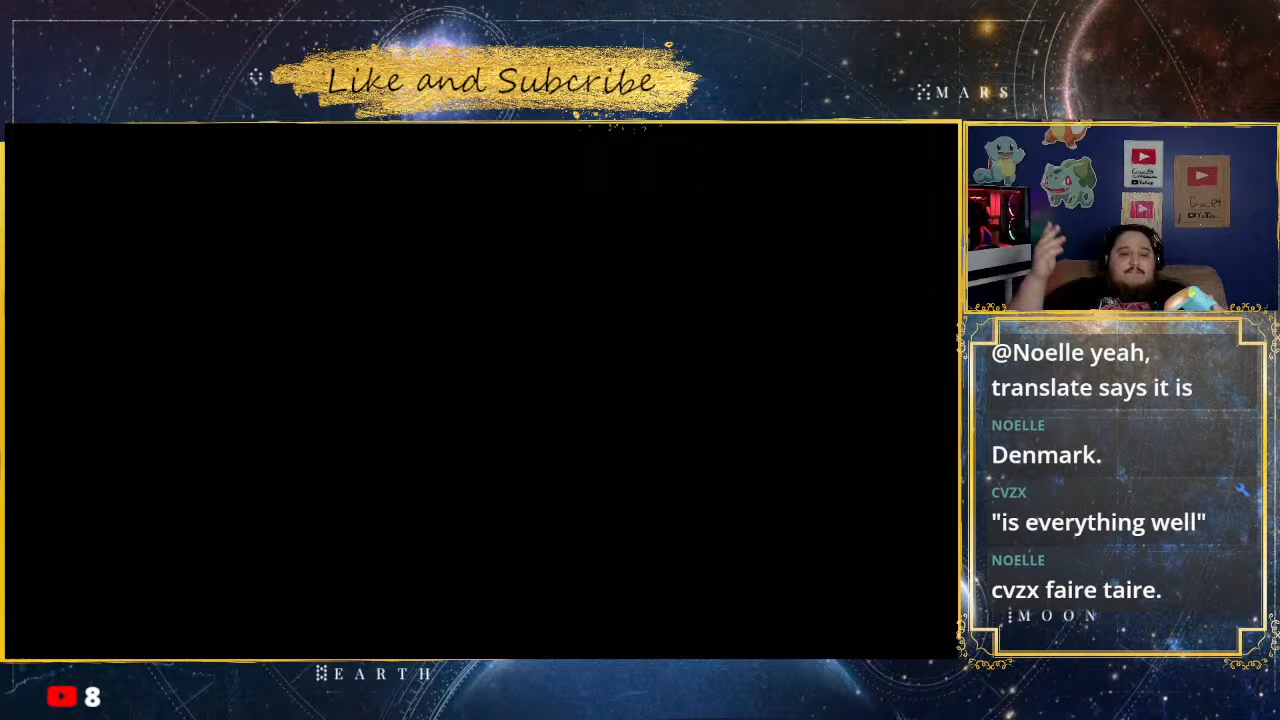 Like and Subcribe
MARS
@Noelle yeah,
translate says it is
NOELLE
Denmark.
CVZX
"is everything well"
NOELLE
cvzx faire taire.
MOON
EARTH
8